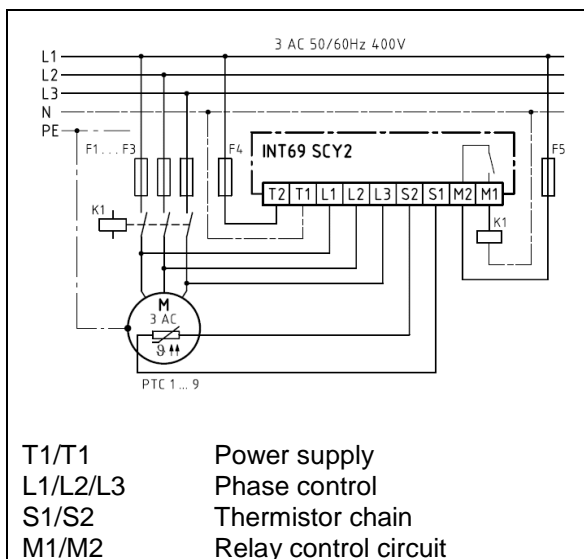 3 AC 50/60Hz 400V
L1
L2
L3
N
PE
F1...F3
F4
INT69 SCY2
F5
T2 T1 L1 L2 L3 S2 S1 M2 M1
K1
K1
M
3 AC
ϑ
PTC 1...9
T1/T1 Power supply
L1/L2/L3 Phase control
S1/S2 Thermistor chain
M1/M2 Relay control circuit